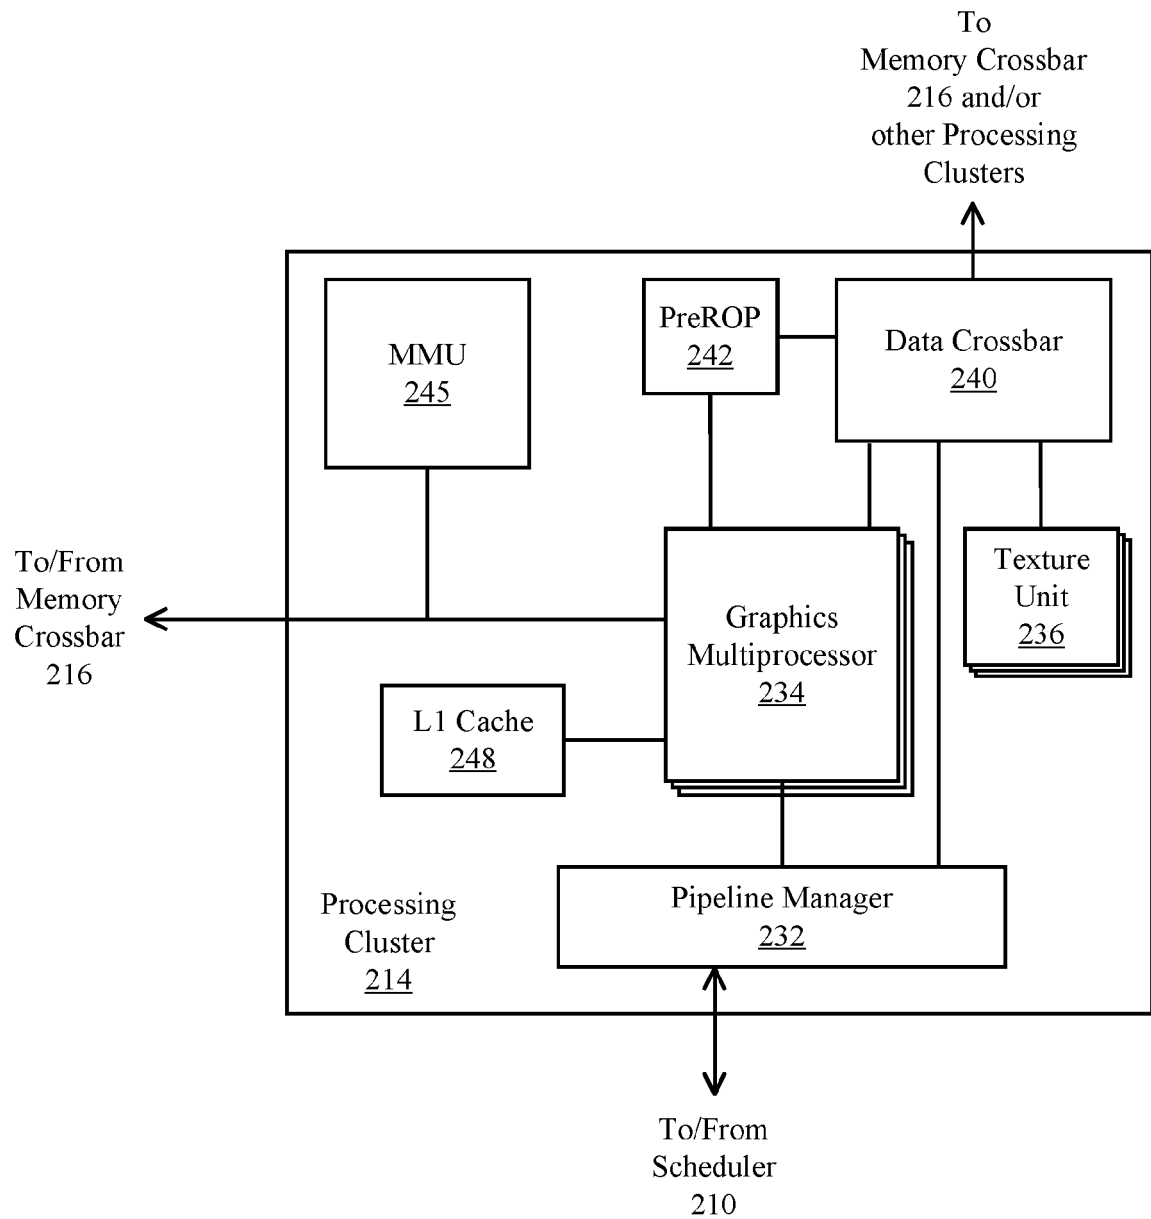 To
Memory Crossbar
216 and/or
other Processing
Clusters
MMU
245
PreROP
242
Data Crossbar
240
To/From
Memory
Crossbar
216
Graphics
Multiprocessor
234
Texture
Unit
236
L1 Cache
248
Pipeline Manager
232
Processing
Cluster
214
To/From
Scheduler
210